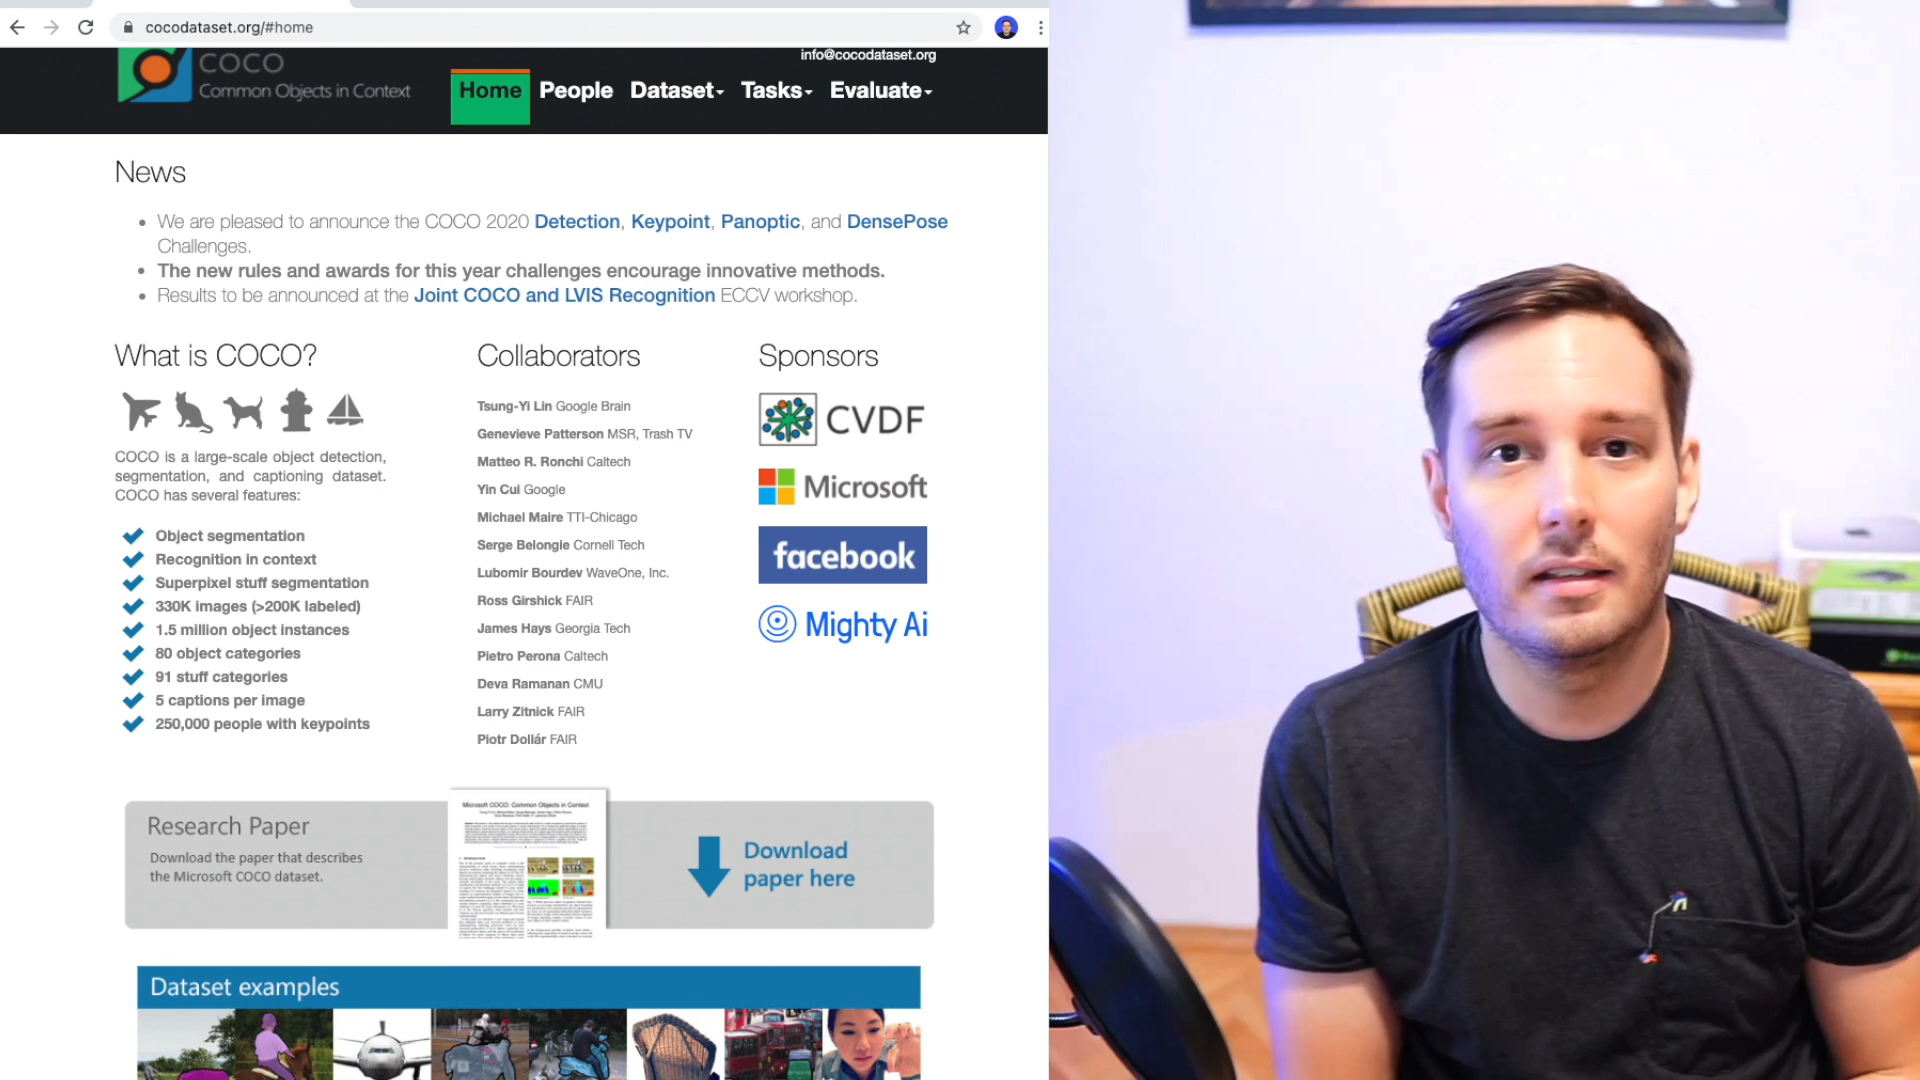 cocodataset.org/#home
info@cocodataset.org
COCO
Common Objects in Context
Home People Dataset Tasks Evaluate
News
We are pleased to announce the COCO 2020 Detection, Keypoint, Panoptic, and DensePose
Challenges.
The new rules and awards for this year challenges encourage innovative methods.
Results to be announced at the Joint COCO and LVIS Recognition ECCV workshop.
What is COCO?
COCO is a large-scale object detection,
segmentation, and captioning dataset.
COCO has several features:
Object segmentation
Recognition in context
Superpixel stuff segmentation
330K images (>200K labeled)
1.5 million object instances
80 object categories
91 stuff categories
5 captions per image
250,000 people with keypoints
Collaborators
Tsung-Yi Lin Google Brain
Genevieve Patterson MSR, Trash TV
Matteo R. Ronchi Caltech
Yin Cui Google
Michael Maire TTI-Chicago
Serge Belongie Cornell Tech
Lubomir Bourdev WaveOne, Inc.
Ross Girshick FAIR
James Hays Georgia Tech
Pietro Perona Caltech
Deva Ramanan CMU
Larry Zitnick FAIR
Piotr Dollár FAIR
Sponsors
CVDF
Microsoft
facebook
Mighty Ai
Research Paper
Download the paper that describes
the Microsoft COCO dataset.
Microsoft COCO: Common Objects in Context
Download
paper here
Dataset examples